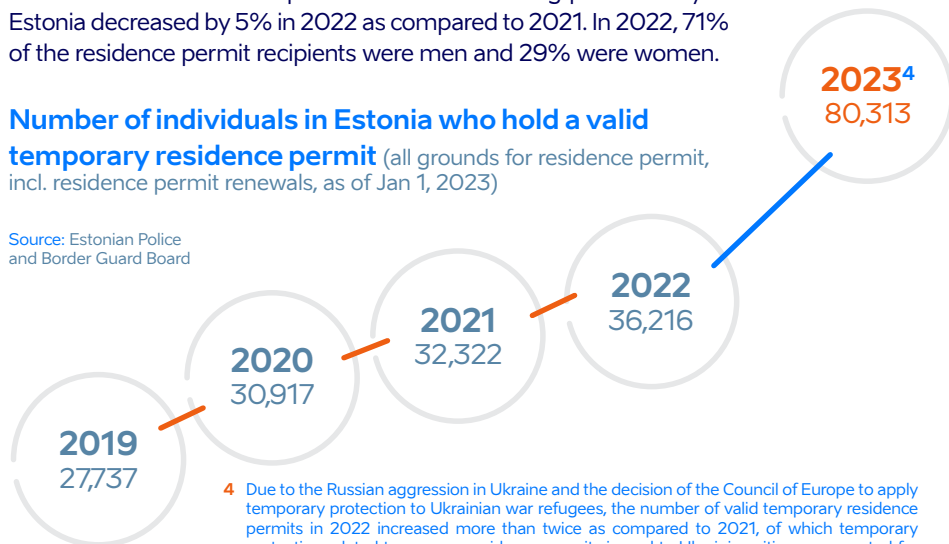 Estonia decreased by 5% in 2022 as compared to 2021. In 2022, 71%
of the residence permit recipients were men and 29% were women.
2023⁴
80,313
Number of individuals in Estonia who hold a valid
temporary residence permit (all grounds for residence permit,
incl. residence permit renewals, as of Jan 1, 2023)
Source: Estonian Police
and Border Guard Board
2022
36,216
2021
32,322
2020
30,917
2019
27,737
4 Due to the Russian aggression in Ukraine and the decision of the Council of Europe to apply
temporary protection to Ukrainian war refugees, the number of valid temporary residence
permits in 2022 increased more than twice as compared to 2021, of which temporary